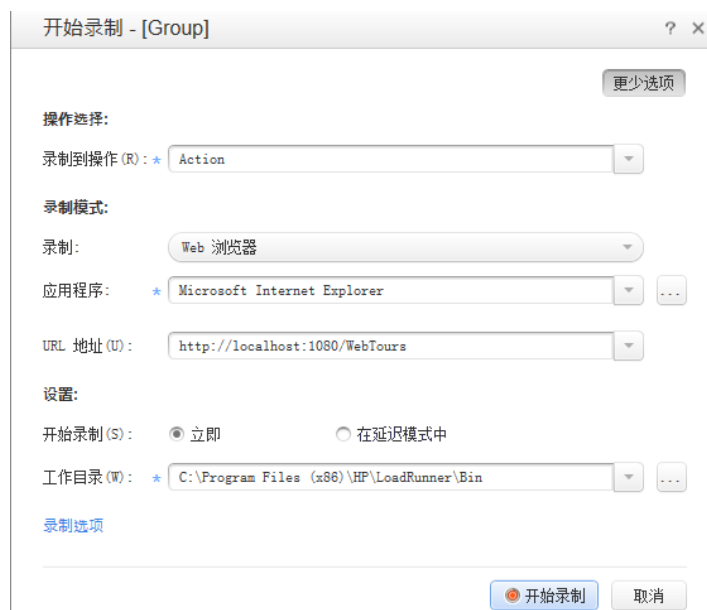 开始录制 - [Group]
? ×
更少选项
操作选择:
录制到操作(R): * Action
录制模式:
录制: Web 浏览器
应用程序: * Microsoft Internet Explorer ...
URL 地址(U): http://localhost:1080/WebTours
设置:
开始录制(S): 立即 在延迟模式中
工作目录(W): * C:\Program Files (x86)\HP\LoadRunner\Bin ...
录制选项
开始录制 取消